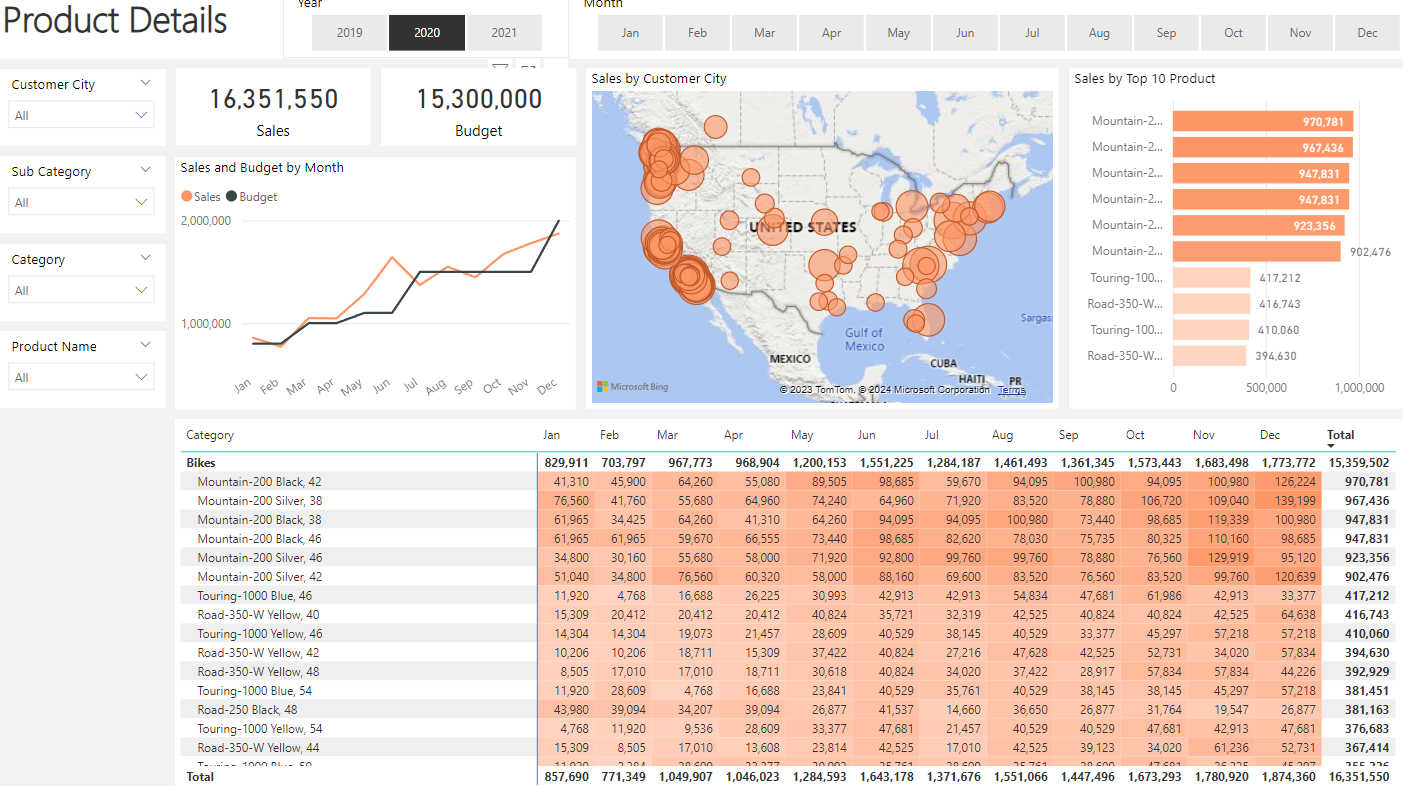 Product Details
Year
2019 2020 2021
Month
Jan Feb Mar Apr May Jun Jul Aug Sep Oct Nov Dec
Customer City
All
Sub Category
All
Category
All
Product Name
All
16,351,550
Sales
15,300,000
Budget
Sales and Budget by Month
Sales Budget
2,000,000
1,000,000
Jan Feb Mar Apr May Jun Jul Aug Sep Oct Nov Dec
Sales by Customer City
UNITED STATES
Sargas
Gulf of
Mexico
MEXICO
CUBA
HAITI
PR
Microsoft Bing
© 2023 TomTom, © 2024 Microsoft Corporation Terms
Sales by Top 10 Product
Mountain-2... 970,781
Mountain-2... 967,436
Mountain-2... 947,831
Mountain-2... 947,831
Mountain-2... 923,356
Mountain-2... 902,476
Touring-100... 417,212
Road-350-W... 416,743
Touring-100... 410,060
Road-350-W... 394,630
0 500,000 1,000,000
Category Jan Feb Mar Apr May Jun Jul Aug Sep Oct Nov Dec Total
Bikes 829,911 703,797 967,773 968,904 1,200,153 1,551,225 1,284,187 1,461,493 1,361,345 1,573,443 1,683,498 1,773,772 15,359,502
Mountain-200 Black, 42 41,310 45,900 64,260 55,080 89,505 98,685 59,670 94,095 100,980 94,095 100,980 126,224 970,781
Mountain-200 Silver, 38 76,560 41,760 55,680 64,960 74,240 64,960 71,920 83,520 78,880 106,720 109,040 139,199 967,436
Mountain-200 Black, 38 61,965 34,425 64,260 41,310 64,260 94,095 94,095 100,980 73,440 98,685 119,339 100,980 947,831
Mountain-200 Black, 46 61,965 61,965 59,670 66,555 73,440 98,685 82,620 78,030 75,735 80,325 110,160 98,685 947,831
Mountain-200 Silver, 46 34,800 30,160 55,680 58,000 71,920 92,800 99,760 99,760 78,880 76,560 129,919 95,120 923,356
Mountain-200 Silver, 42 51,040 34,800 76,560 60,320 58,000 88,160 69,600 83,520 76,560 83,520 99,760 120,639 902,476
Touring-1000 Blue, 46 11,920 4,768 16,688 26,225 30,993 42,913 42,913 54,834 47,681 61,986 42,913 33,377 417,212
Road-350-W Yellow, 40 15,309 20,412 20,412 20,412 40,824 35,721 32,319 42,525 40,824 40,824 42,525 64,638 416,743
Touring-1000 Yellow, 46 14,304 14,304 19,073 21,457 28,609 40,529 38,145 40,529 33,377 45,297 57,218 57,218 410,060
Road-350-W Yellow, 42 10,206 10,206 18,711 15,309 37,422 40,824 27,216 47,628 42,525 52,731 34,020 57,834 394,630
Road-350-W Yellow, 48 8,505 17,010 17,010 18,711 30,618 40,824 34,020 37,422 28,917 57,834 57,834 44,226 392,929
Touring-1000 Blue, 54 11,920 28,609 4,768 16,688 23,841 40,529 35,761 40,529 38,145 38,145 45,297 57,218 381,451
Road-250 Black, 48 43,980 39,094 34,207 39,094 26,877 41,537 14,660 36,650 26,877 31,764 19,547 26,877 381,163
Touring-1000 Yellow, 54 4,768 11,920 9,536 28,609 33,377 47,681 21,457 40,529 40,529 47,681 42,913 47,681 376,683
Road-350-W Yellow, 44 15,309 8,505 17,010 13,608 23,814 42,525 17,010 42,525 39,123 34,020 61,236 52,731 367,414
Total 857,690 771,349 1,049,907 1,046,023 1,284,593 1,643,178 1,371,676 1,551,066 1,447,496 1,673,293 1,780,920 1,874,360 16,351,550